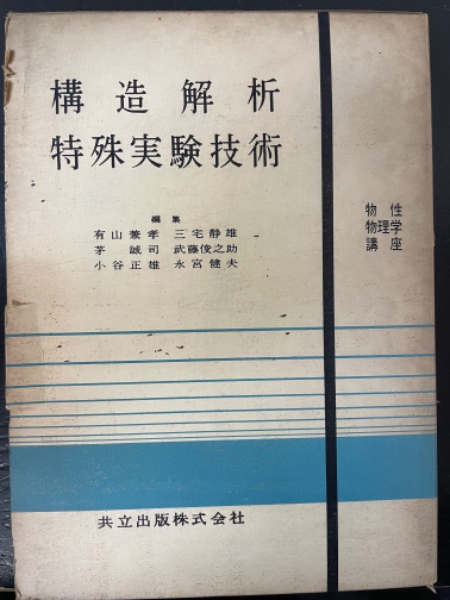 構造解析
特殊実験技術
編集
有山兼孝 三宅静雄
茅誠司 武藤俊之助
小谷正雄 永宮健夫
物性
物理学
講座
共立出版株式会社